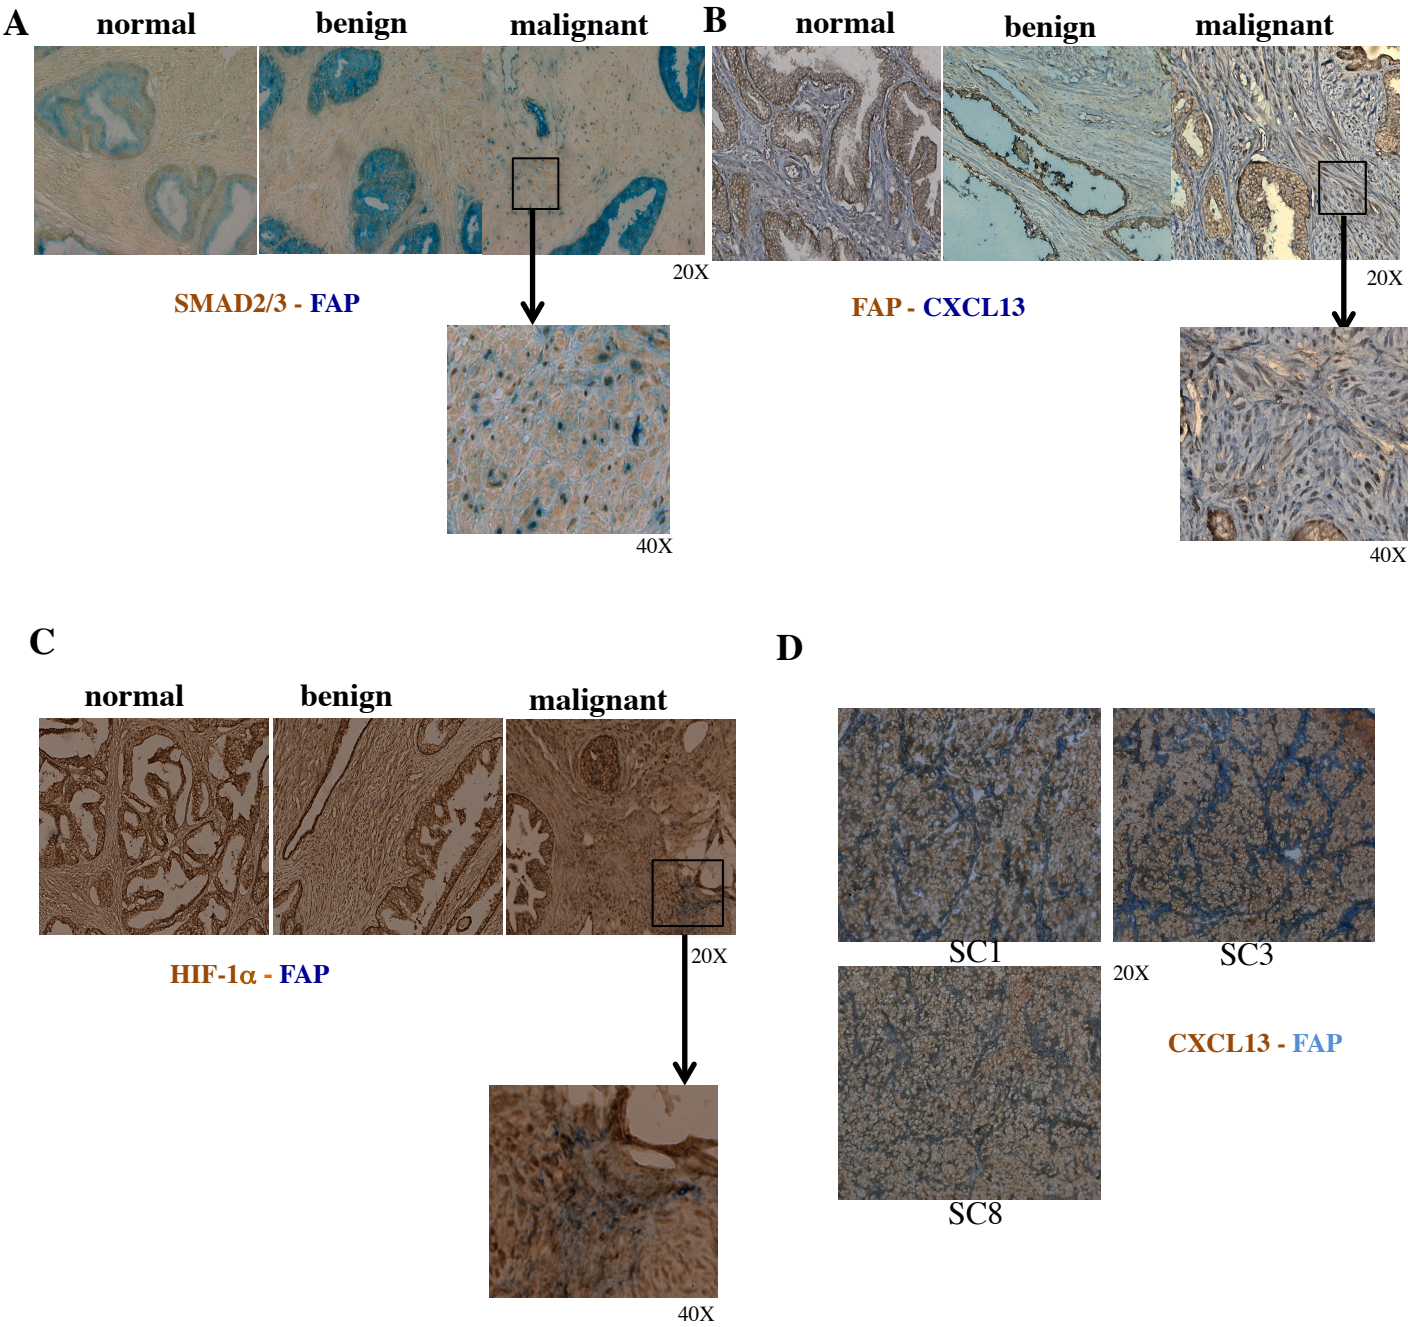 A
normal
benign
malignant
20X
SMAD2/3 - FAP
40X
B
normal
benign
malignant
20X
FAP - CXCL13
40X
C
normal
benign
malignant
20X
HIF-1α - FAP
40X
D
SC1
SC3
20X
CXCL13 - FAP
SC8